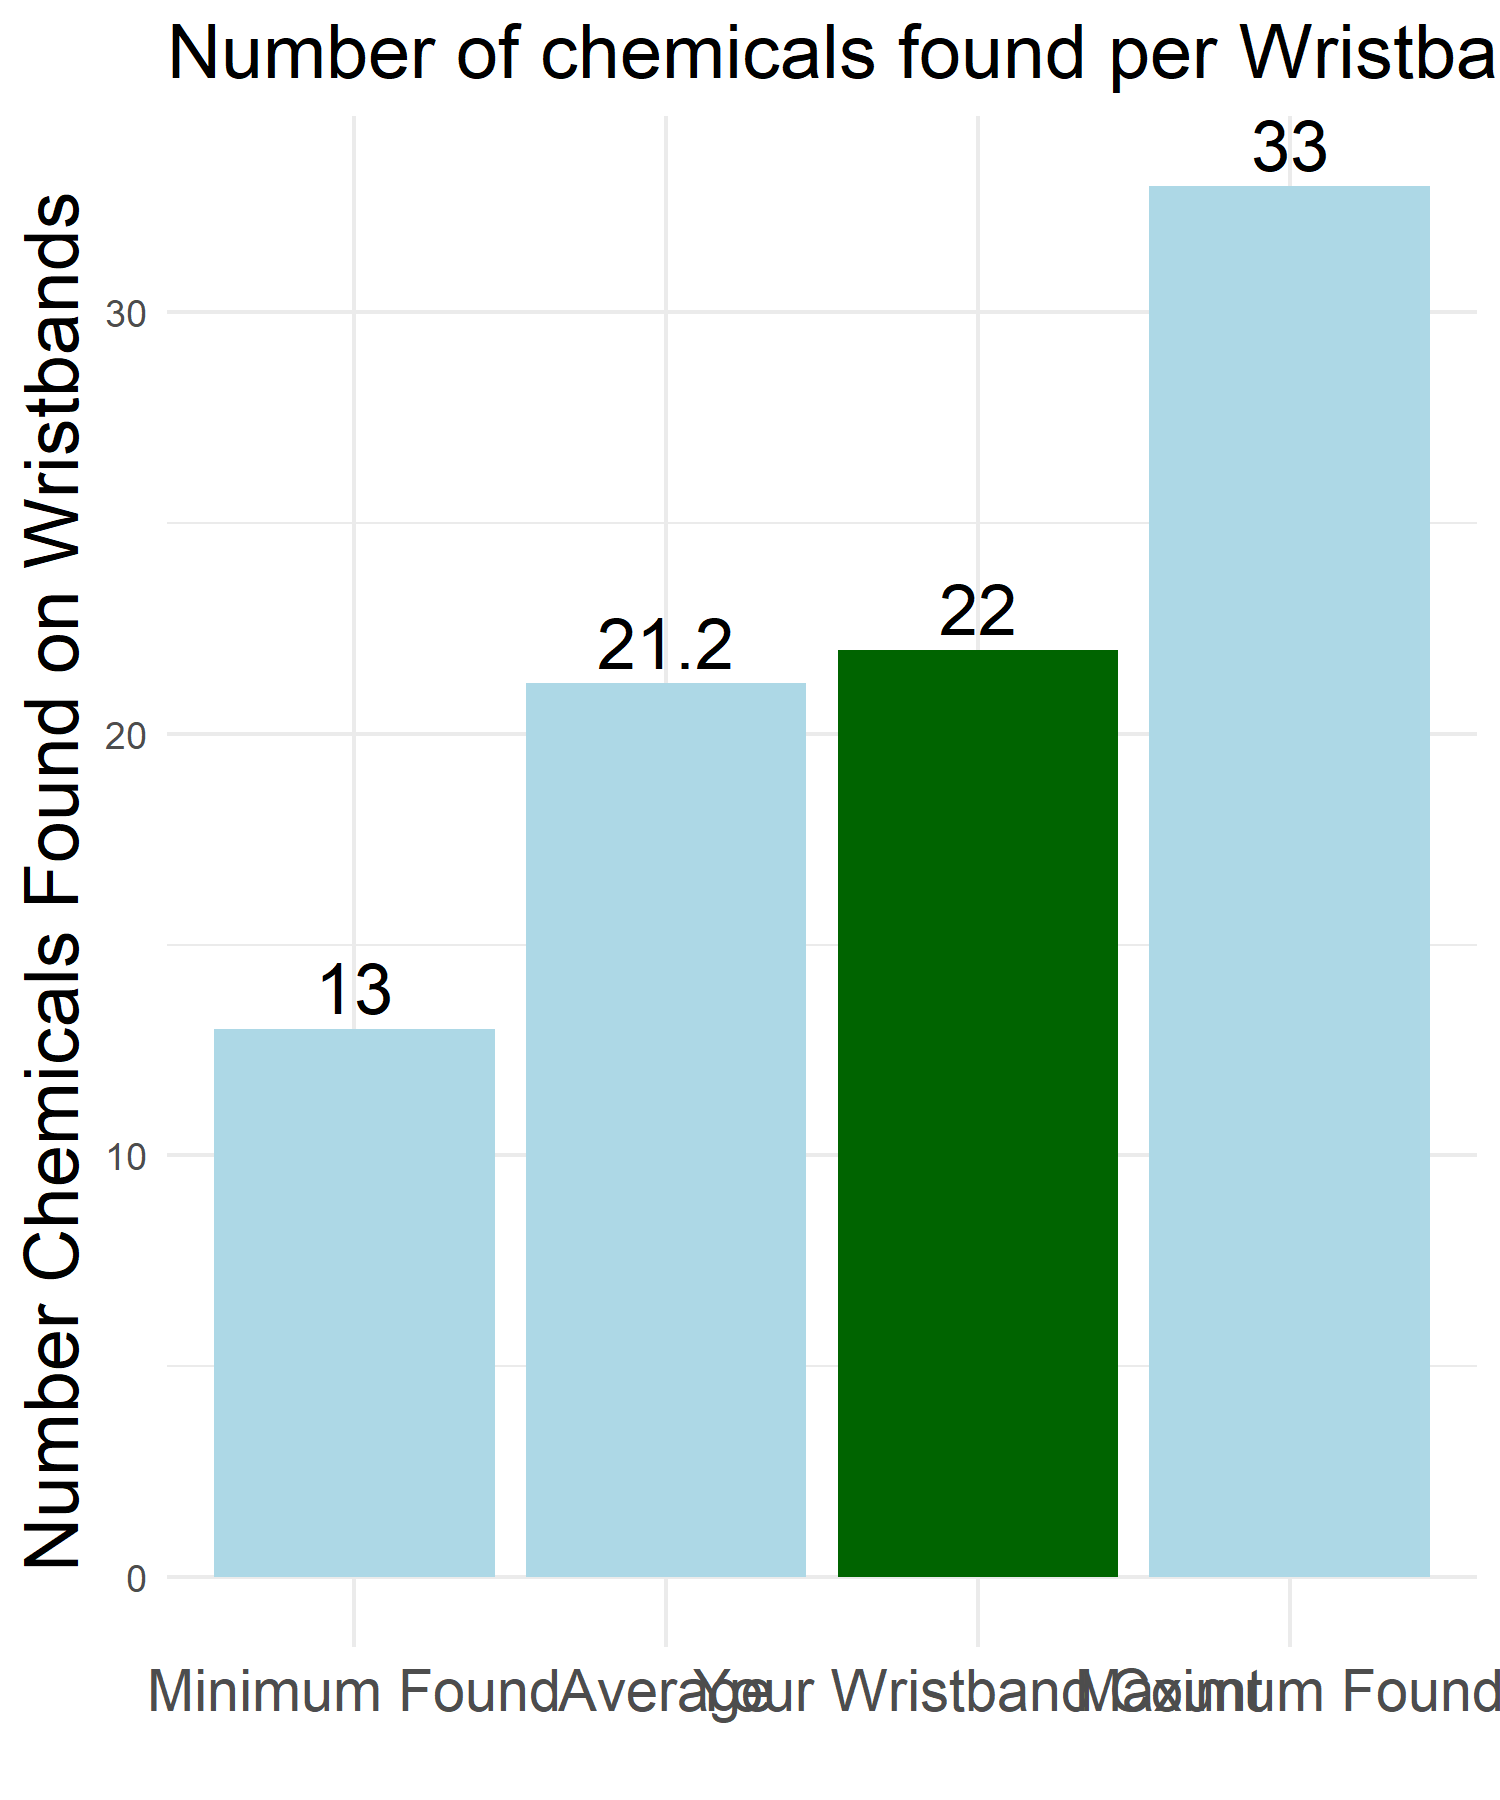 Number of chemicals found per Wristba
Number Chemicals Found on Wristbands
33
30
22
21.2
20
13
10
0
Minimum Found
Average
Your Wristband Count
Maximum Found